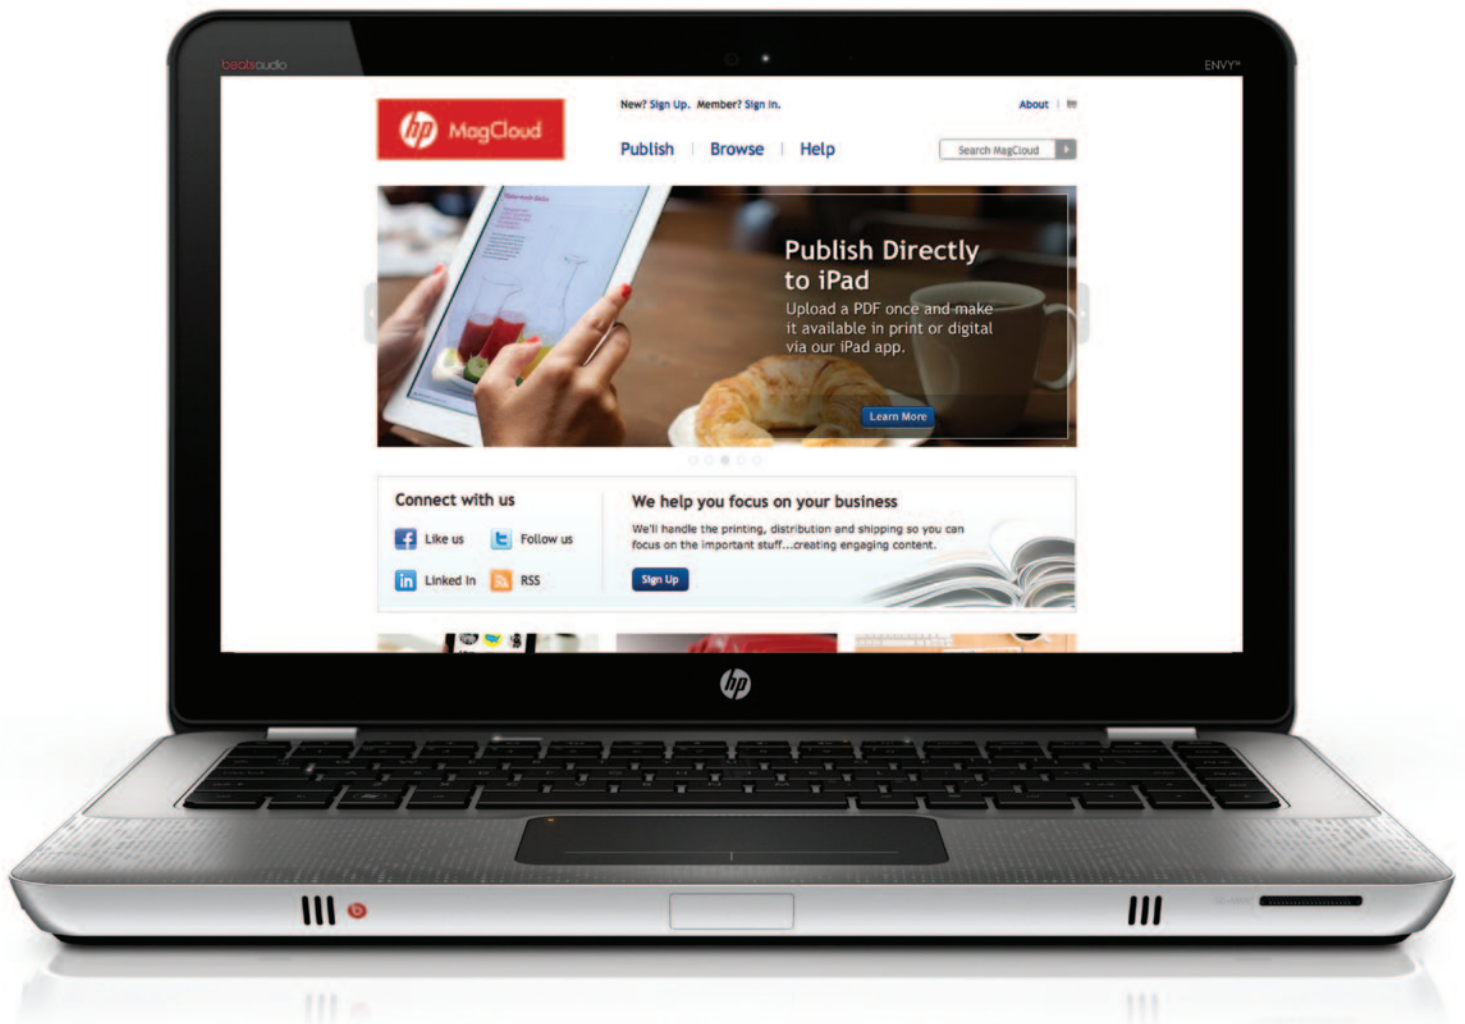 beatsaudio
ENVY™
hp MagCloud
New? Sign Up. Member? Sign In.
About
Publish | Browse | Help
Search MagCloud
Publish Directly
to iPad
Upload a PDF once and make
it available in print or digital
via our iPad app.
Learn More
Connect with us
Like us
Follow us
in Linked In
RSS
We help you focus on your business
We'll handle the printing, distribution and shipping so you can
focus on the important stuff...creating engaging content.
Sign Up
hp